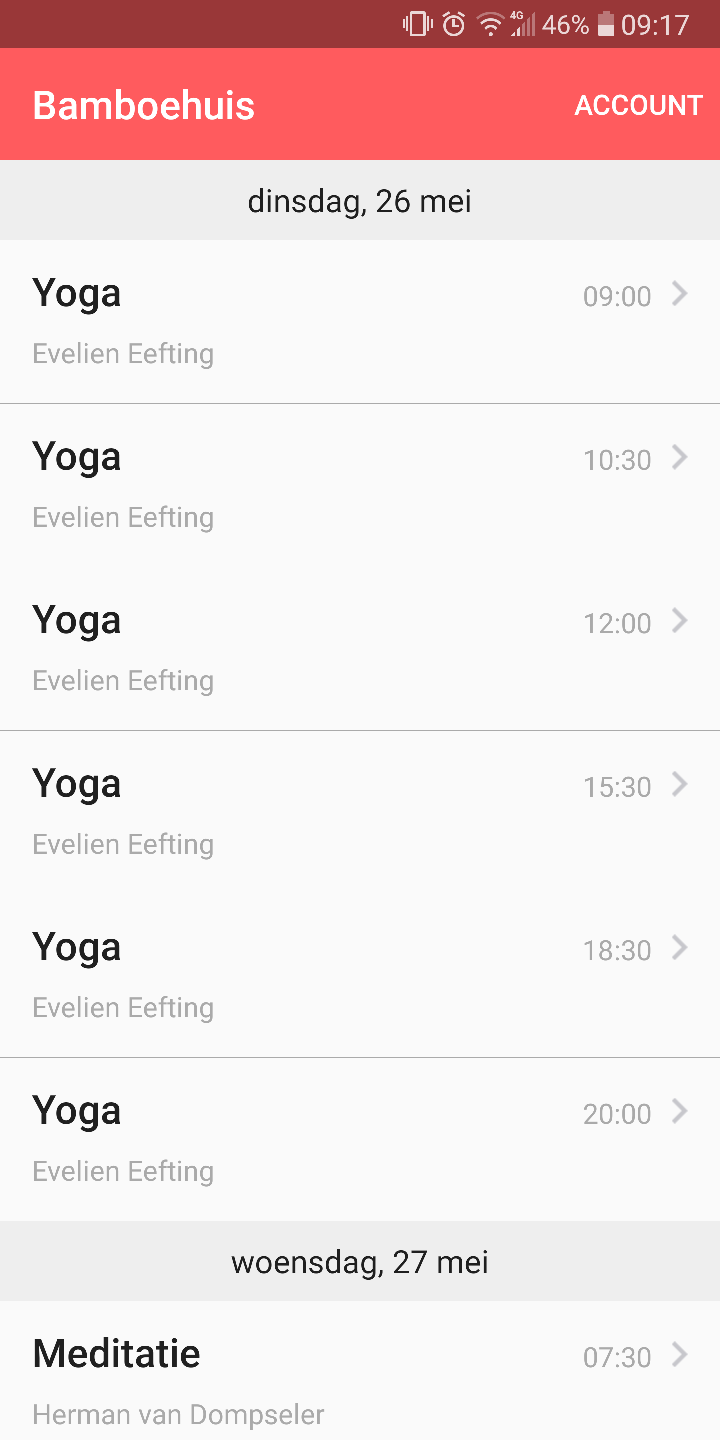 4G 46% 09:17
Bamboehuis ACCOUNT
dinsdag, 26 mei
Yoga 09:00
Evelien Eefting
Yoga 10:30
Evelien Eefting
Yoga 12:00
Evelien Eefting
Yoga 15:30
Evelien Eefting
Yoga 18:30
Evelien Eefting
Yoga 20:00
Evelien Eefting
woensdag, 27 mei
Meditatie 07:30
Herman van Dompseler